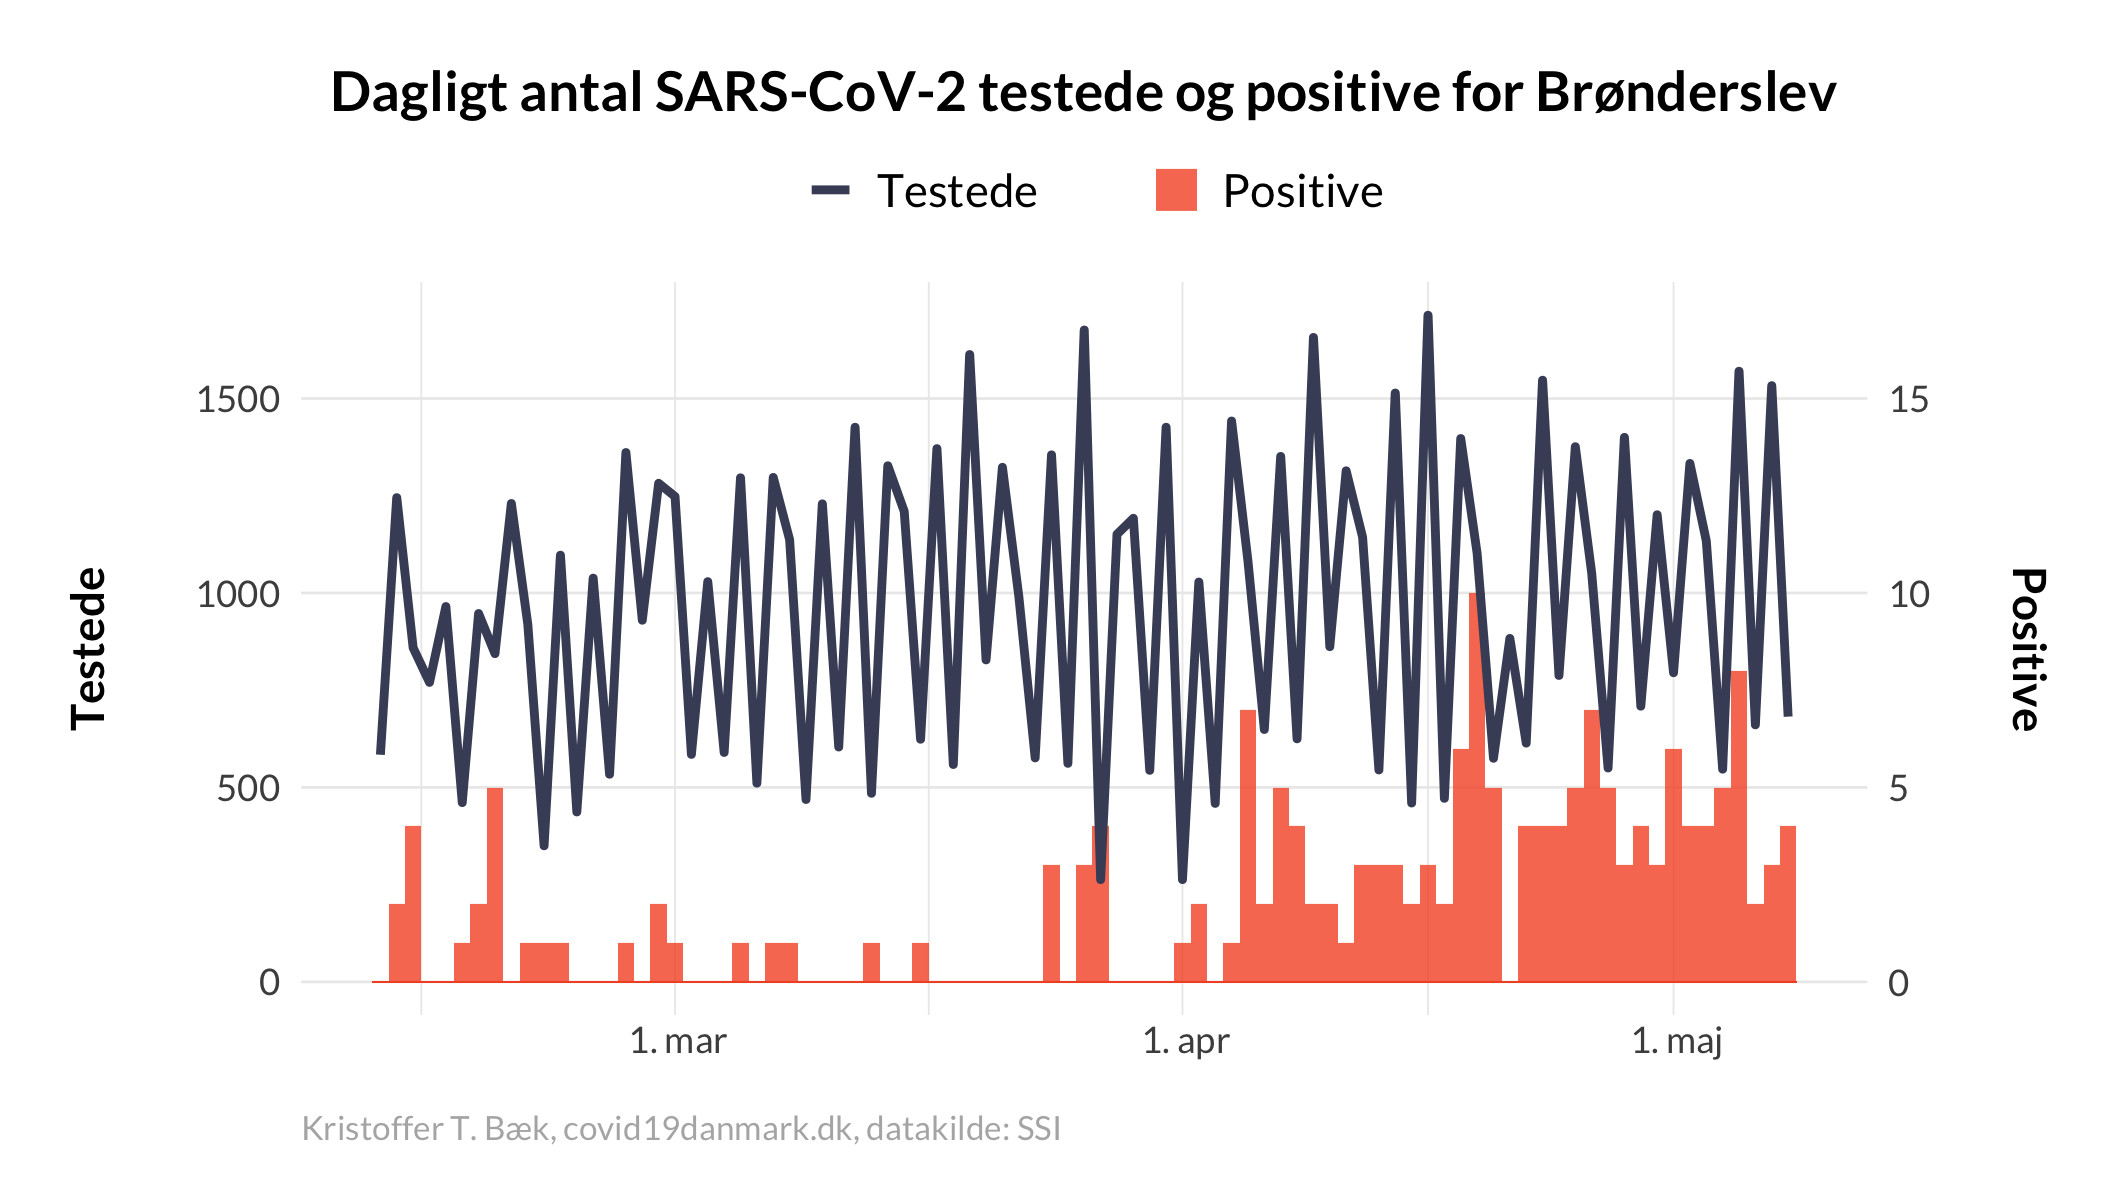 Dagligt antal SARS-CoV-2 testede og positive for Brønderslev
Testede
Positive
1500
1000
500
0
15
10
5
0
Testede
Positive
1. mar
1. apr
1. maj
Kristoffer T. Bæk, covid19danmark.dk, datakilde: SSI